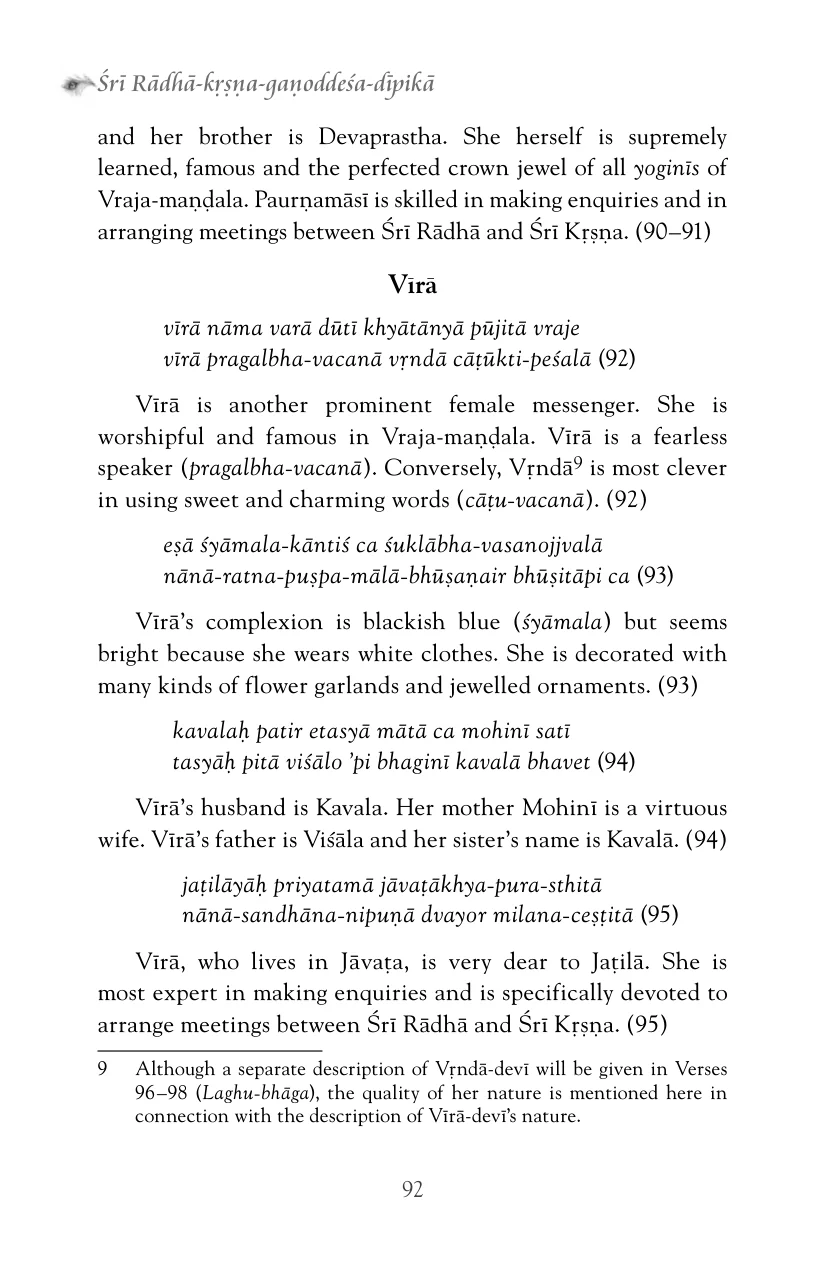 Śrī Rādhā-kṛṣṇa-gaṇoddeśa-dīpikā
and her brother is Devaprastha. She herself is supremely
learned, famous and the perfected crown jewel of all yoginīs of
Vraja-maṇḍala. Paurṇamāsī is skilled in making enquiries and in
arranging meetings between Śrī Rādhā and Śrī Kṛṣṇa. (90–91)
Vīrā
vīrā nāma varā dūtī khyātānyā pūjitā vraje
vīrā pragalbha-vacanā vṛndā cāṭūkti-peśalā (92)
Vīrā is another prominent female messenger. She is
worshipful and famous in Vraja-maṇḍala. Vīrā is a fearless
speaker (pragalbha-vacanā). Conversely, Vṛndā⁹ is most clever
in using sweet and charming words (cāṭu-vacanā). (92)
eṣā śyāmala-kāntiś ca śuklābha-vasanojjvalā
nānā-ratna-puṣpa-mālā-bhūṣaṇair bhūṣitāpi ca (93)
Vīrā’s complexion is blackish blue (śyāmala) but seems
bright because she wears white clothes. She is decorated with
many kinds of flower garlands and jewelled ornaments. (93)
kavalaḥ patir etasyā mātā ca mohinī satī
tasyāḥ pitā viśālo ’pi bhaginī kavalā bhavet (94)
Vīrā’s husband is Kavala. Her mother Mohinī is a virtuous
wife. Vīrā’s father is Viśāla and her sister’s name is Kavalā. (94)
jaṭilāyāḥ priyatamā jāvaṭākhya-pura-sthitā
nānā-sandhāna-nipuṇā dvayor milana-ceṣṭitā (95)
Vīrā, who lives in Jāvaṭa, is very dear to Jaṭilā. She is
most expert in making enquiries and is specifically devoted to
arrange meetings between Śrī Rādhā and Śrī Kṛṣṇa. (95)
9 Although a separate description of Vṛndā-devī will be given in Verses
96–98 (Laghu-bhāga), the quality of her nature is mentioned here in
connection with the description of Vīrā-devī’s nature.
92